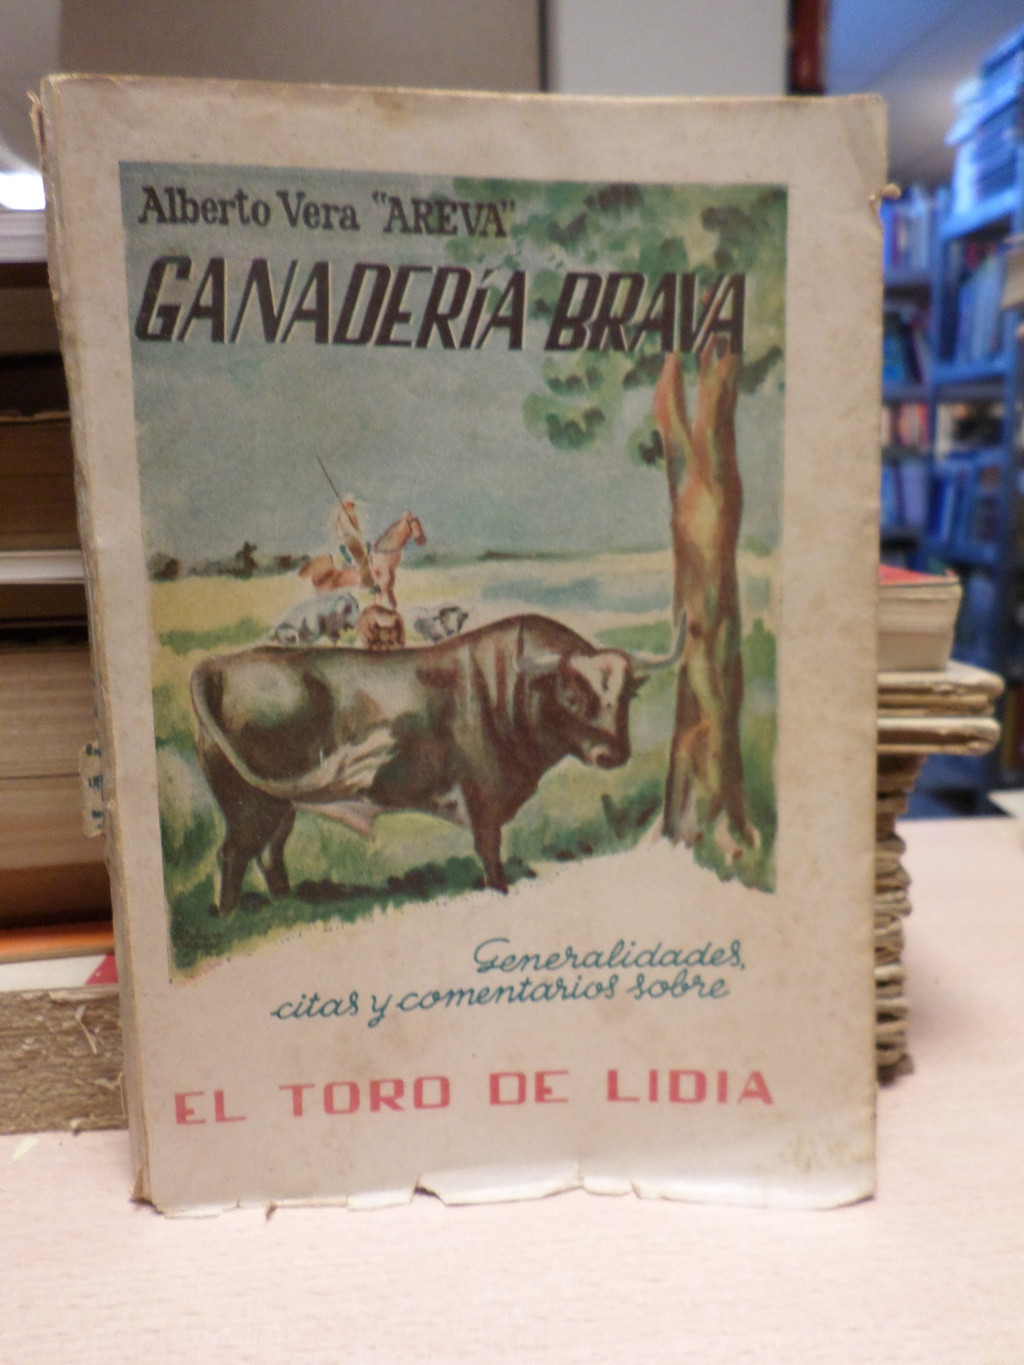 Alberto Vera "AREVA"
GANADERÍA BRAVA
Generalidades,
citas y comentarios sobre
EL TORO DE LIDIA